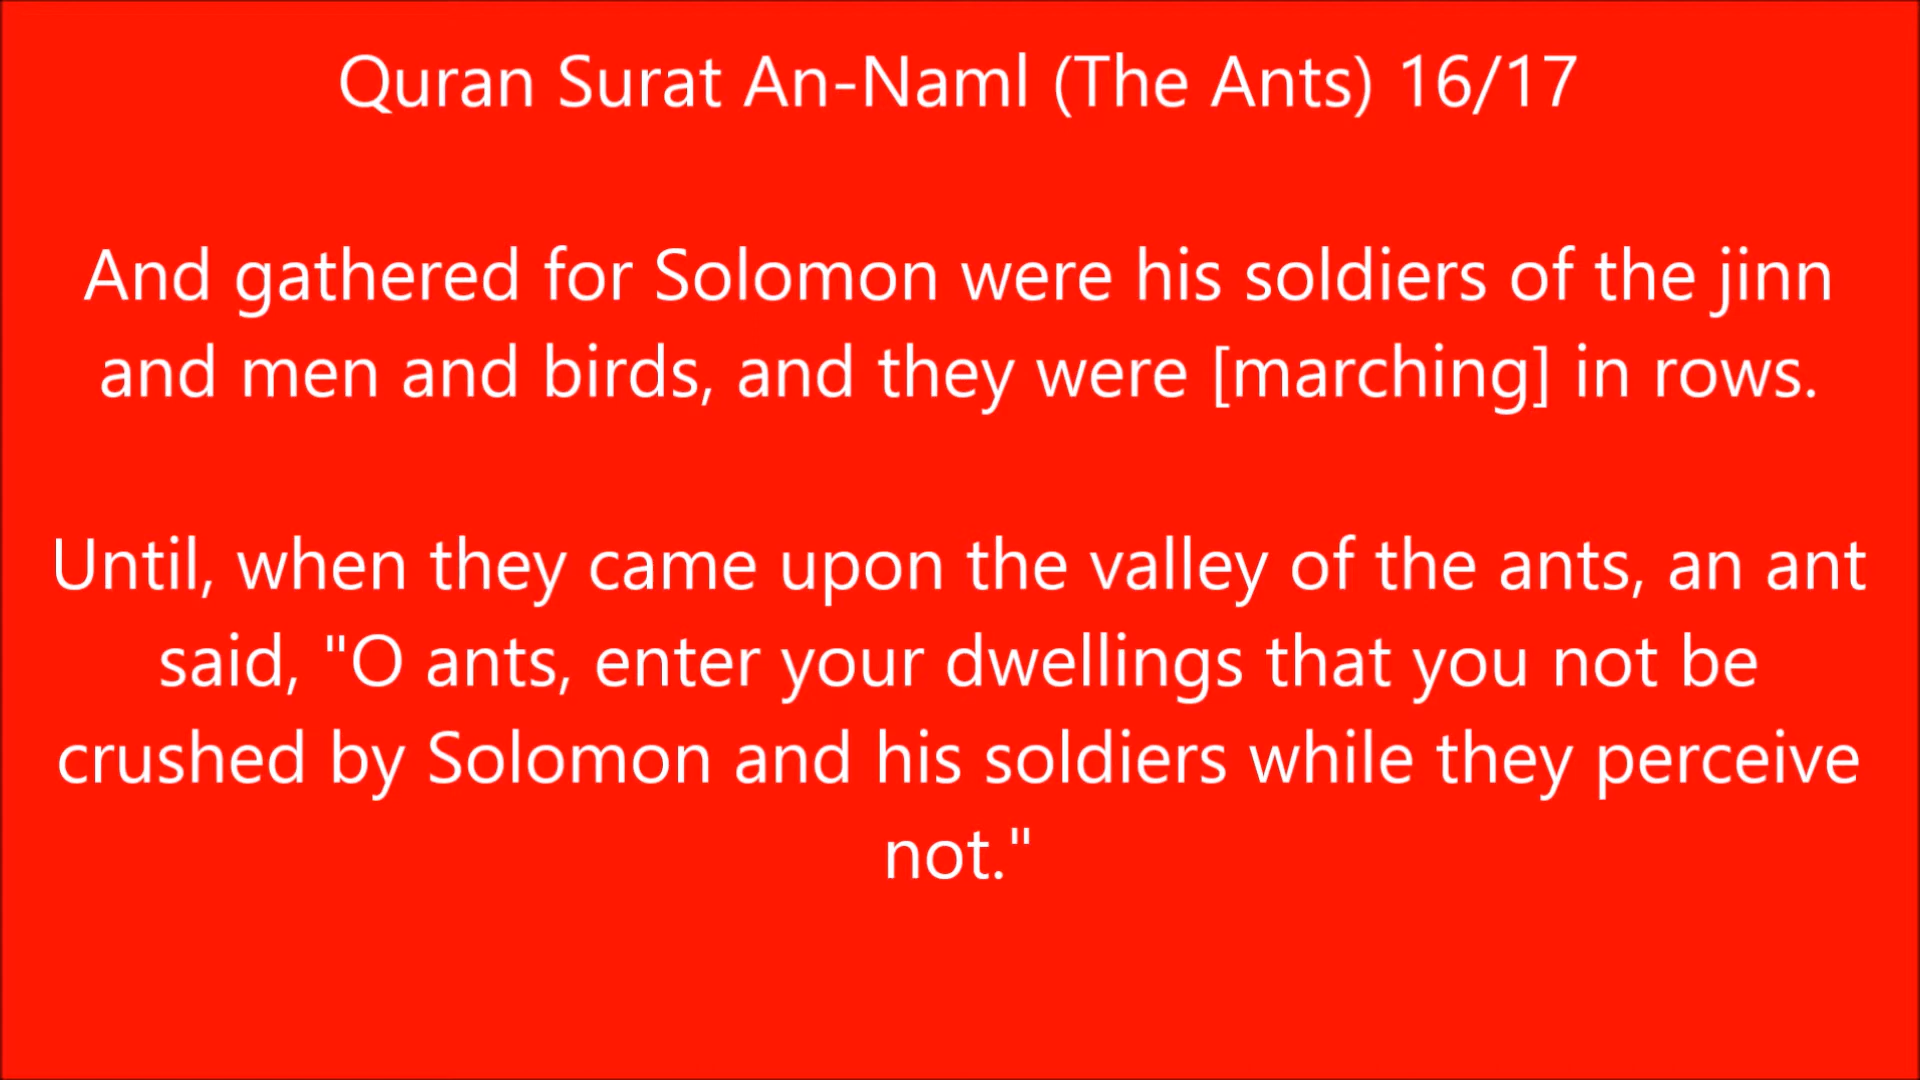 Quran Surat An-Naml (The Ants) 16/17
And gathered for Solomon were his soldiers of the jinn
and men and birds, and they were [marching] in rows.
Until, when they came upon the valley of the ants, an ant
said, "O ants, enter your dwellings that you not be
crushed by Solomon and his soldiers while they perceive
not."